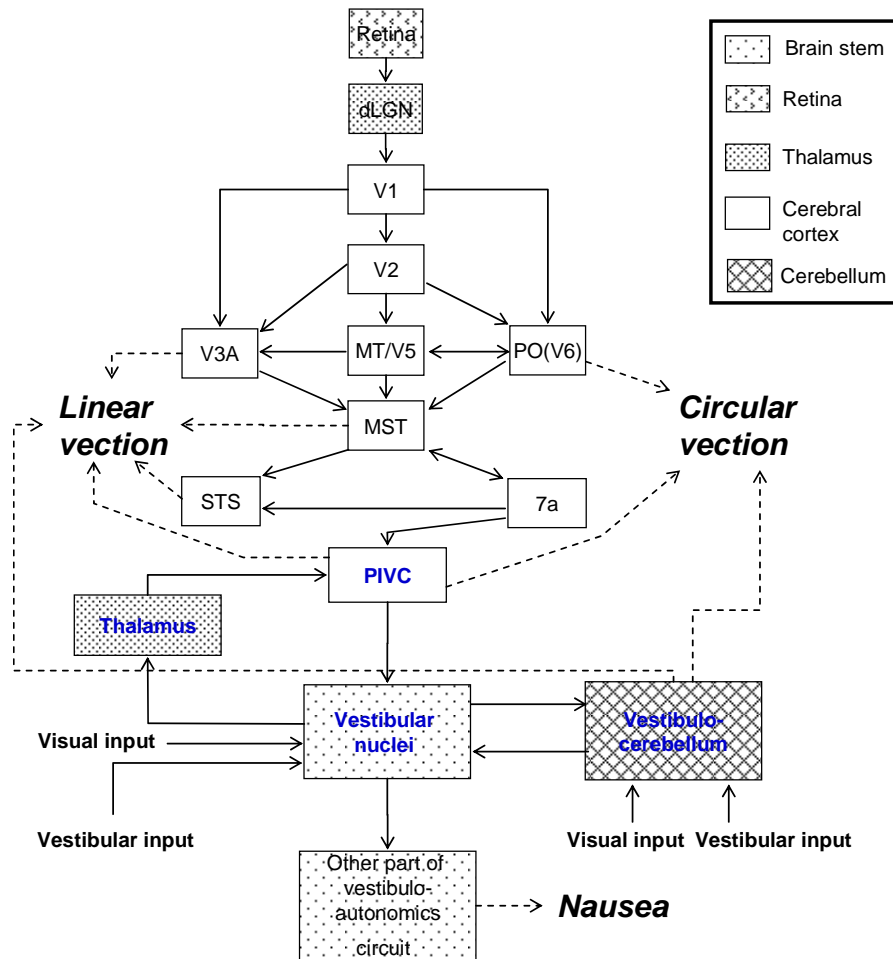 Retina
dLGN
V1
V2
V3A
MT/V5
PO(V6)
Linear
vection
MST
Circular
vection
STS
7a
PIVC
Thalamus
Vestibular
nuclei
Vestibulo-
cerebellum
Visual input
Vestibular input
Visual input
Vestibular input
Other part of
vestibulo-
autonomics
circuit
Nausea
Brain stem
Retina
Thalamus
Cerebral
cortex
Cerebellum